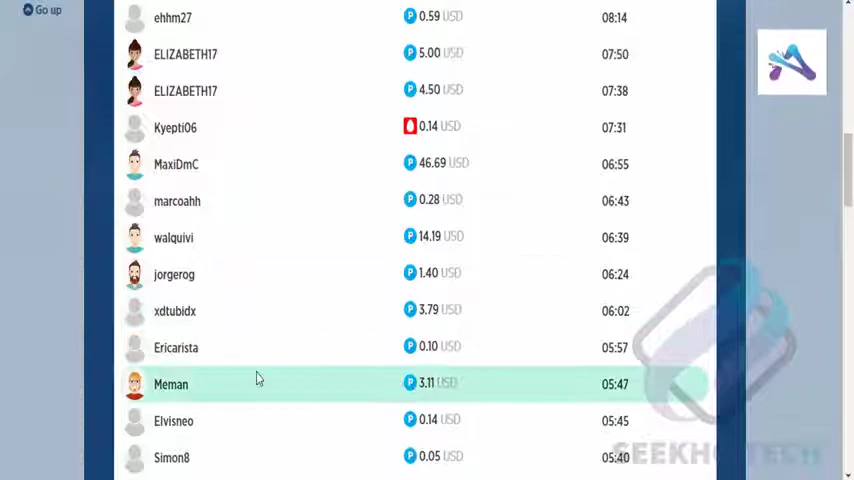 Go up
ehhm27 0.59 USD 08:14
ELIZABETH17 5.00 USD 07:50
ELIZABETH17 4.50 USD 07:38
Kyepti06 0.14 USD 07:31
MaxiDmC 46.69 USD 06:55
marcoahh 0.28 USD 06:43
walquivi 14.19 USD 06:39
jorgerog 1.40 USD 06:24
xdtubidx 3.79 USD 06:02
Ericarista 0.10 USD 05:57
Meman 3.11 USD 05:47
Elvisneo 0.14 USD 05:45
Simon8 0.05 USD 05:40